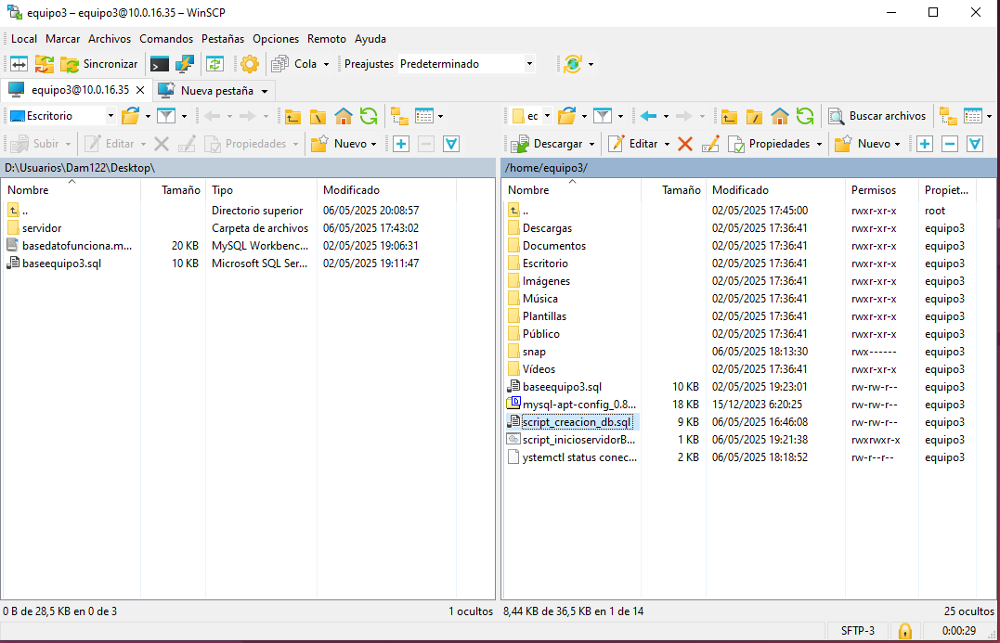 equipo3 – equipo3@10.0.16.35 – WinSCP
Local Marcar Archivos Comandos Pestañas Opciones Remoto Ayuda
Sincronizar Cola Preajustes Predeterminado
equipo3@10.0.16.35 Nueva pestaña
Escritorio ec Buscar archivos
Subir Editar Propiedades Nuevo Descargar Editar Propiedades Nuevo
D:\Usuarios\Dam122\Desktop\
Nombre Tamaño Tipo Modificado
.. Directorio superior 06/05/2025 20:08:57
servidor Carpeta de archivos 06/05/2025 17:43:02
basedatofunciona.m... 20 KB MySQL Workbenc... 02/05/2025 19:06:31
baseequipo3.sql 10 KB Microsoft SQL Ser... 02/05/2025 19:11:47
/home/equipo3/
Nombre Tamaño Modificado Permisos Propiet...
.. 02/05/2025 17:45:00 rwxr-xr-x root
Descargas 02/05/2025 17:36:41 rwxr-xr-x equipo3
Documentos 02/05/2025 17:36:41 rwxr-xr-x equipo3
Escritorio 02/05/2025 17:36:41 rwxr-xr-x equipo3
Imágenes 02/05/2025 17:36:41 rwxr-xr-x equipo3
Música 02/05/2025 17:36:41 rwxr-xr-x equipo3
Plantillas 02/05/2025 17:36:41 rwxr-xr-x equipo3
Público 02/05/2025 17:36:41 rwxr-xr-x equipo3
snap 06/05/2025 18:13:30 rwx------ equipo3
Vídeos 02/05/2025 17:36:41 rwxr-xr-x equipo3
baseequipo3.sql 10 KB 02/05/2025 19:23:01 rw-rw-r-- equipo3
mysql-apt-config_0.8... 18 KB 15/12/2023 6:20:25 rw-rw-r-- equipo3
script_creacion_db.sql 9 KB 06/05/2025 16:46:08 rw-rw-r-- equipo3
script_inicioservidorB... 1 KB 06/05/2025 19:21:38 rwxrwxr-x equipo3
ystemctl status conec... 2 KB 06/05/2025 18:18:52 rw-r--r-- equipo3
0 B de 28,5 KB en 0 de 3 1 ocultos
8,44 KB de 36,5 KB en 1 de 14 25 ocultos
SFTP-3 0:00:29